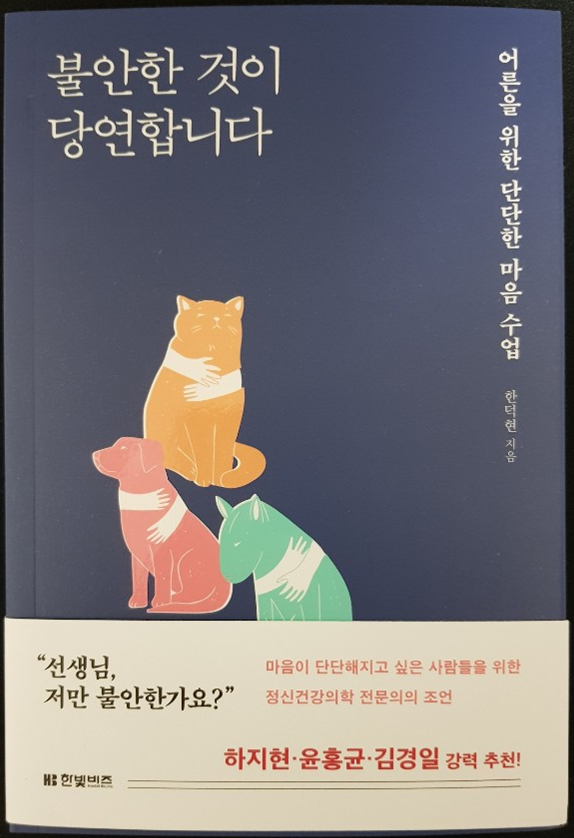 불안한 것이
당연합니다
어른을 위한 단단한 마음 수업
한덕현 지음
“선생님,
저만 불안한가요?”
마음이 단단해지고 싶은 사람들을 위한
정신건강의학 전문의의 조언
하지현·윤홍균·김경일 강력 추천!
HB 한빛비즈